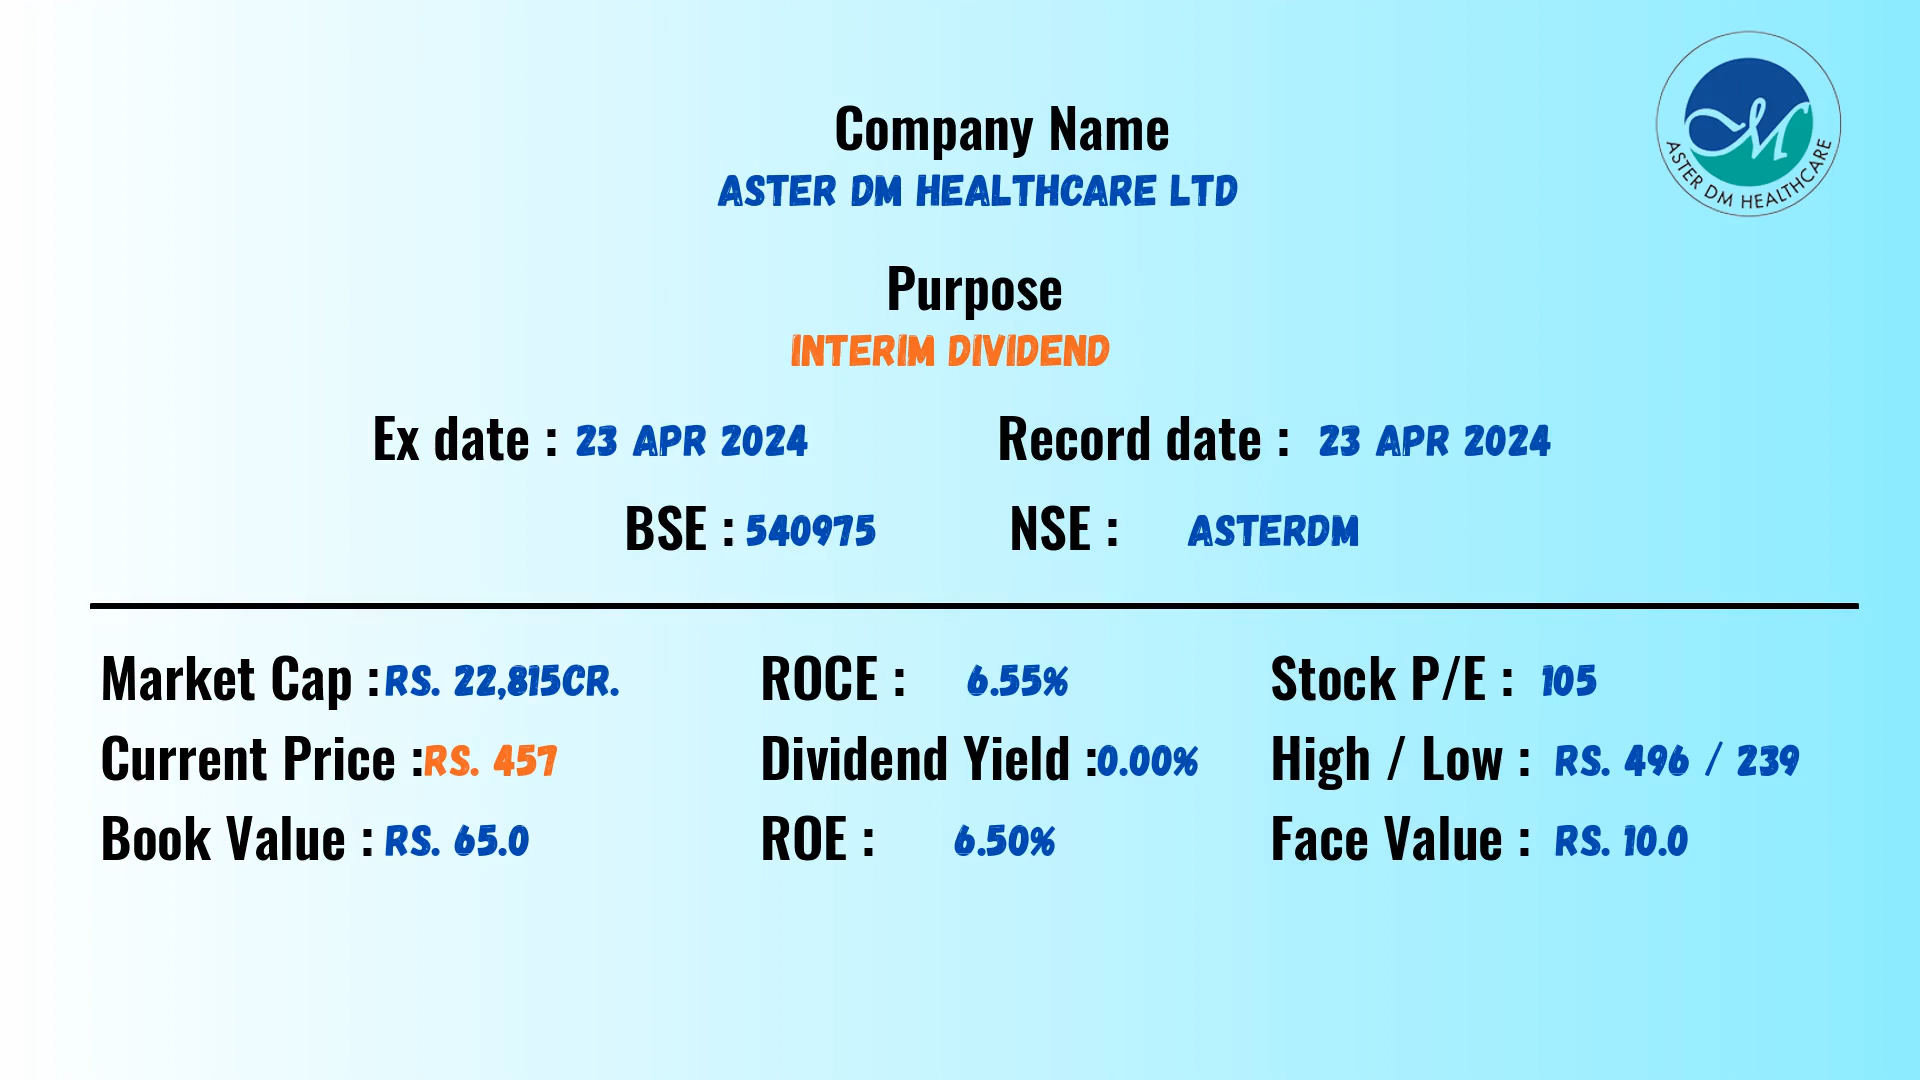 ASTER DM HEALTHCARE
Company Name
ASTER DM HEALTHCARE LTD
Purpose
INTERIM DIVIDEND
Ex date : 23 APR 2024 Record date : 23 APR 2024
BSE : 540975 NSE : ASTERDM
Market Cap : RS. 22,815CR. ROCE : 6.55% Stock P/E : 105
Current Price : RS. 457 Dividend Yield : 0.00% High / Low : RS. 496 / 239
Book Value : RS. 65.0 ROE : 6.50% Face Value : RS. 10.0